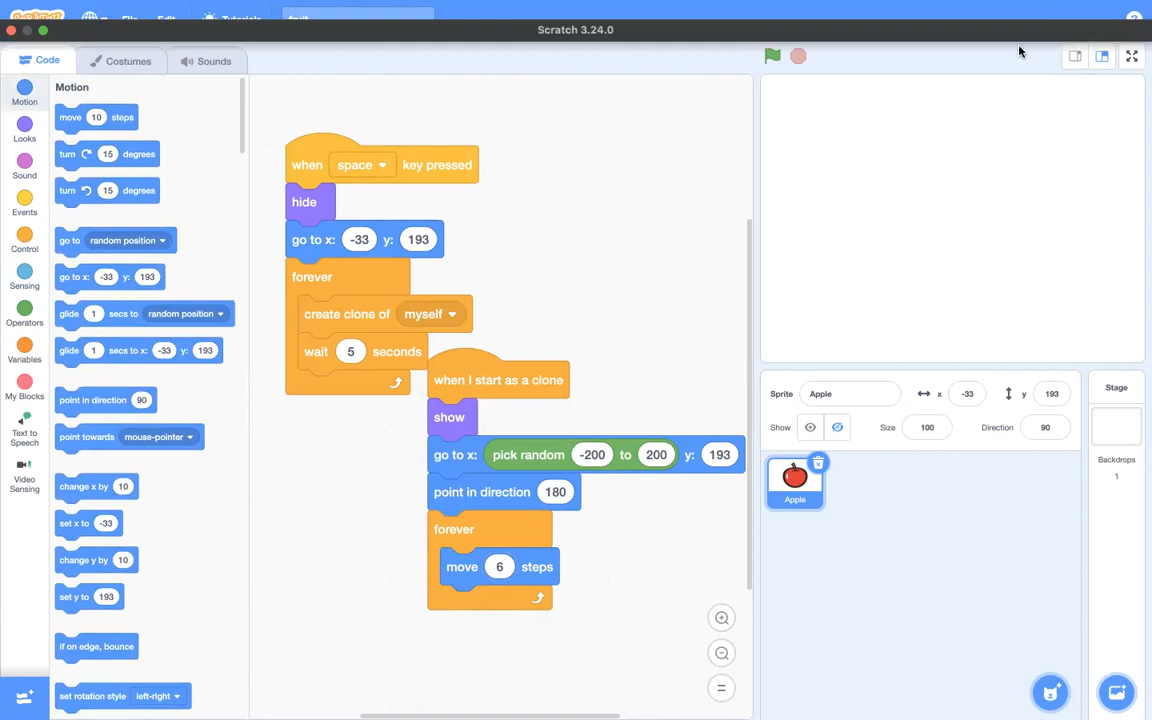 SCRATCH File Edit Tutorials fruit
Scratch 3.24.0
Code Costumes Sounds
Motion
Looks
Sound
Events
Control
Sensing
Operators
Variables
My Blocks
Text to
Speech
Video
Sensing
Motion
move 10 steps
turn 15 degrees
turn 15 degrees
go to random position
go to x: -33 y: 193
glide 1 secs to random position
glide 1 secs to x: -33 y: 193
point in direction 90
point towards mouse-pointer
change x by 10
set x to -33
change y by 10
set y to 193
if on edge, bounce
set rotation style left-right
when space key pressed
hide
go to x: -33 y: 193
forever
create clone of myself
wait 5 seconds
when I start as a clone
show
go to x: pick random -200 to 200 y: 193
point in direction 180
forever
move 6 steps
Sprite Apple x -33 y 193
Show Size 100 Direction 90
Apple
Stage
Backdrops
1